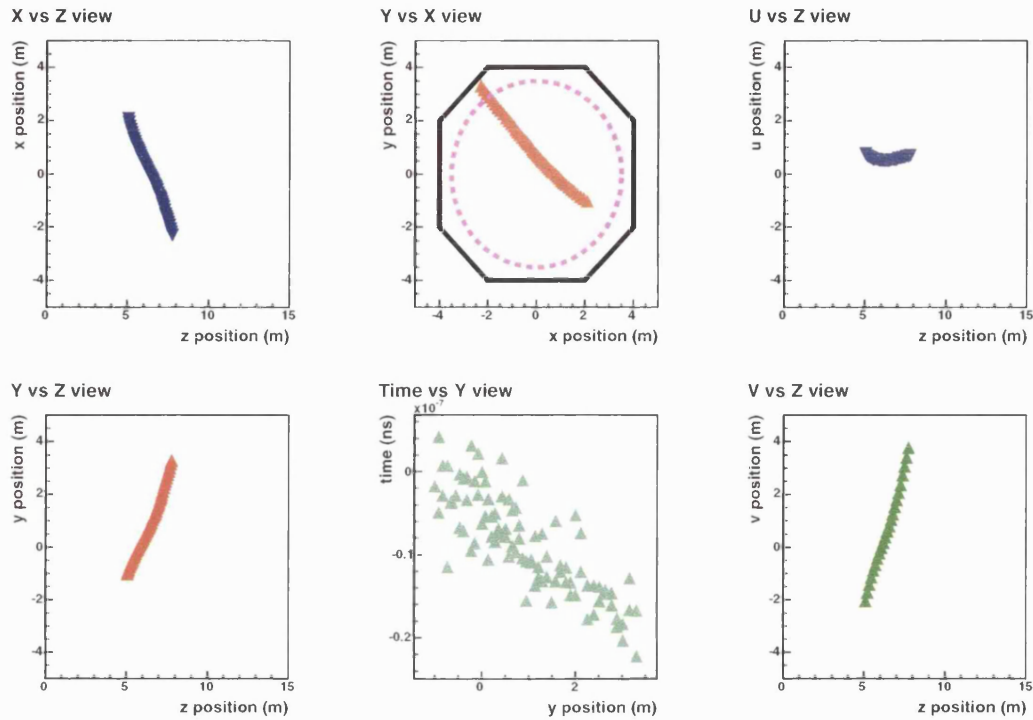 X vs Z view
x position (m)
4
2
0
-2
-4
0
5
10
15
z position (m)
Y vs X view
y position (m)
4
2
0
-2
-4
-4
-2
0
2
4
x position (m)
U vs Z view
u position (m)
4
2
0
-2
-4
0
5
10
15
z position (m)
Y vs Z view
y position (m)
4
2
0
-2
-4
0
5
10
15
z position (m)
Time vs Y view
x10⁻⁷
time (ns)
0
-0.1
-0.2
0
2
y position (m)
V vs Z view
v position (m)
4
2
0
-2
-4
0
5
10
15
z position (m)